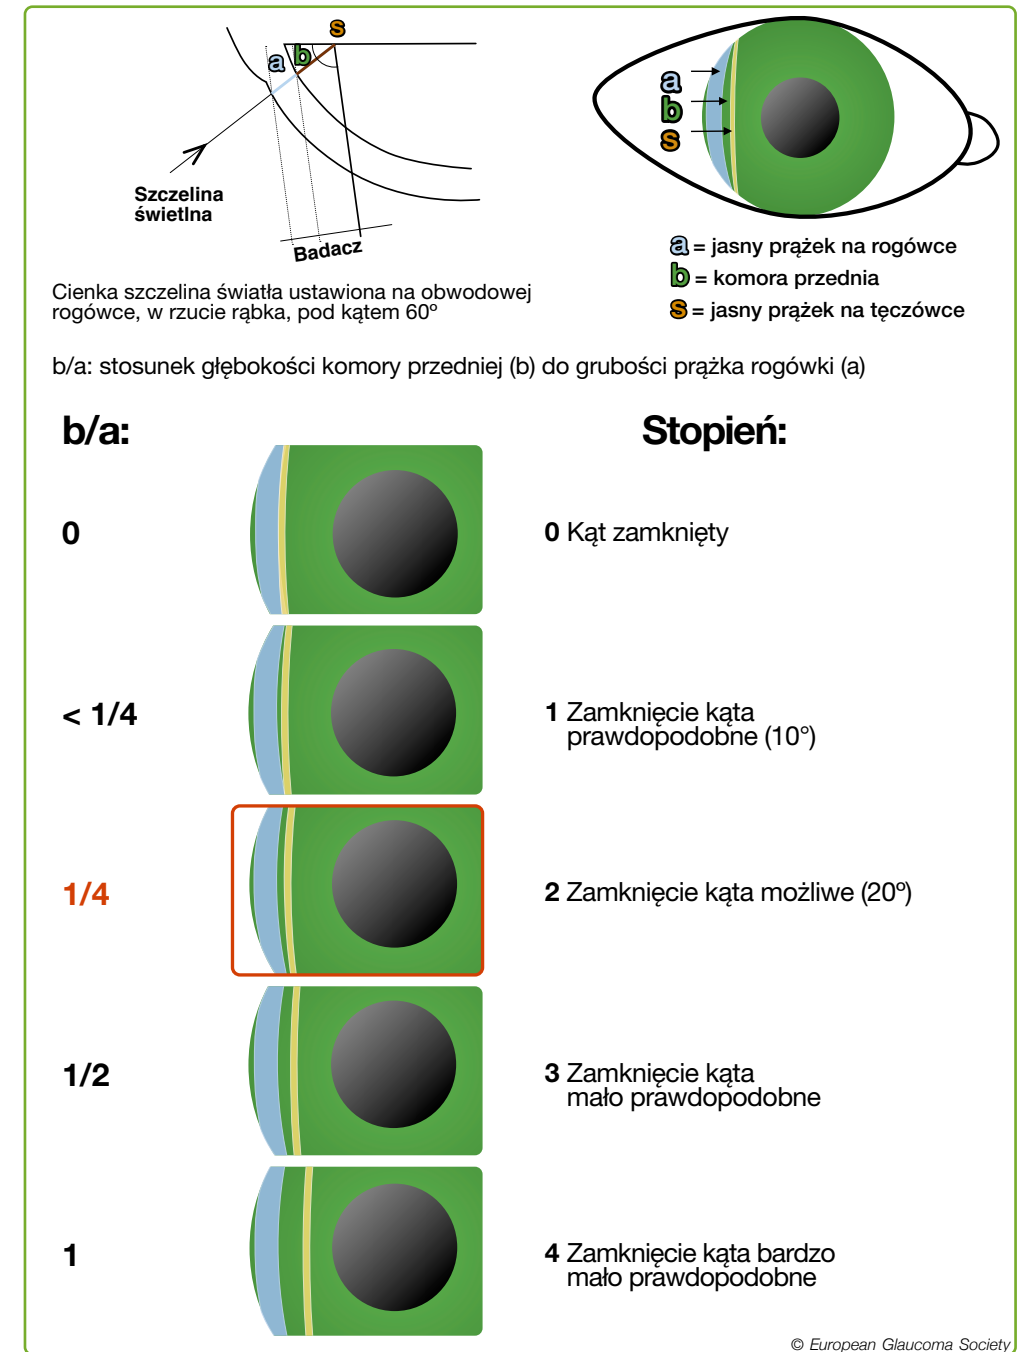 s
a b
Szczelina
świetlna
Badacz
a
b
s
a = jasny prążek na rogówce
b = komora przednia
s = jasny prążek na tęczówce
Cienka szczelina światła ustawiona na obwodowej
rogówce, w rzucie rąbka, pod kątem 60º
b/a: stosunek głębokości komory przedniej (b) do grubości prążka rogówki (a)
b/a: Stopień:
0 0 Kąt zamknięty
< 1/4 1 Zamknięcie kąta
prawdopodobne (10°)
1/4 2 Zamknięcie kąta możliwe (20º)
1/2 3 Zamknięcie kąta
mało prawdopodobne
1 4 Zamknięcie kąta bardzo
mało prawdopodobne
© European Glaucoma Society